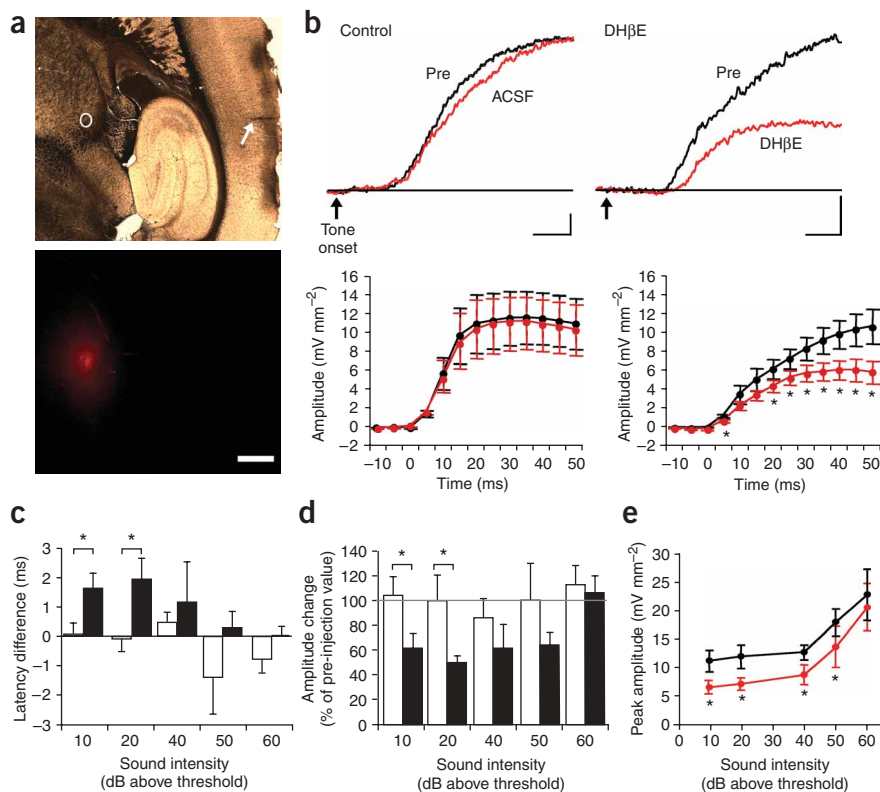 a
b
Control
Pre
ACSF
Tone
onset
DHβE
Pre
DHβE
16
14
12
10
8
6
4
2
0
−2
Amplitude (mV mm−2)
−10 0 10 20 30 40 50
Time (ms)
16
14
12
10
8
6
4
2
0
−2
Amplitude (mV mm−2)
−10 0 10 20 30 40 50
Time (ms)
* * * * * * * *
c
* *
3
2
1
0
−1
−2
−3
Latency difference (ms)
10 20 40 50 60
Sound intensity
(dB above threshold)
d
* *
140
120
100
80
60
40
20
0
Amplitude change
(% of pre-injection value)
10 20 40 50 60
Sound intensity
(dB above threshold)
e
30
25
20
15
10
5
0
Peak amplitude (mV mm−2)
* * * *
0 10 20 30 40 50 60
Sound intensity
(dB above threshold)